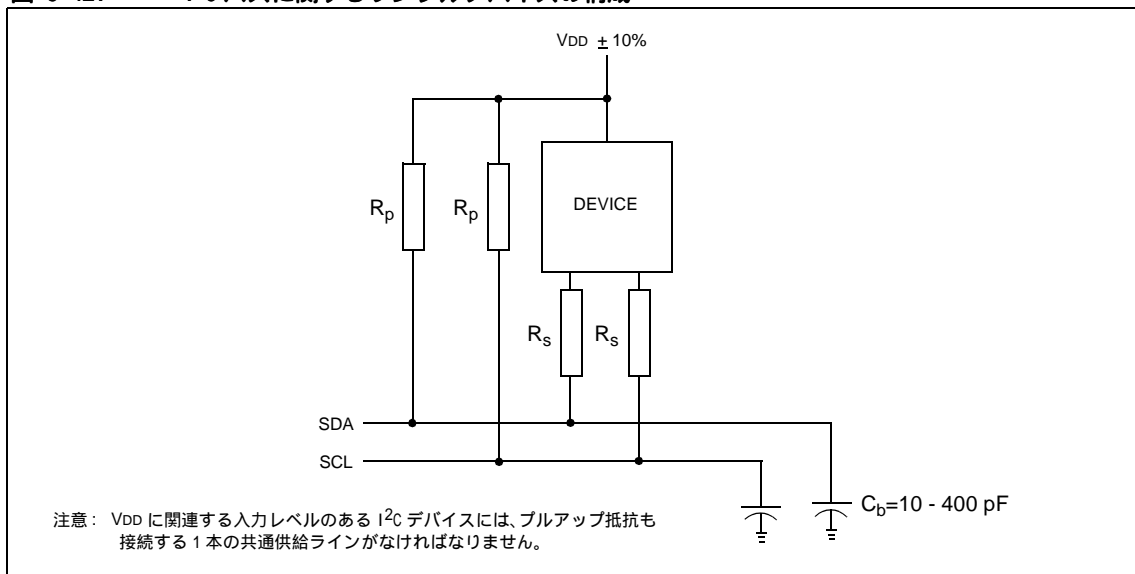 VDD ± 10%
Rp Rp
DEVICE
Rs Rs
SDA
SCL
Cb=10 - 400 pF
注意： VDD に関連する入力レベルのある I2C デバイスには、プルアップ抵抗も
接続する 1 本の共通供給ラインがなければなりません。